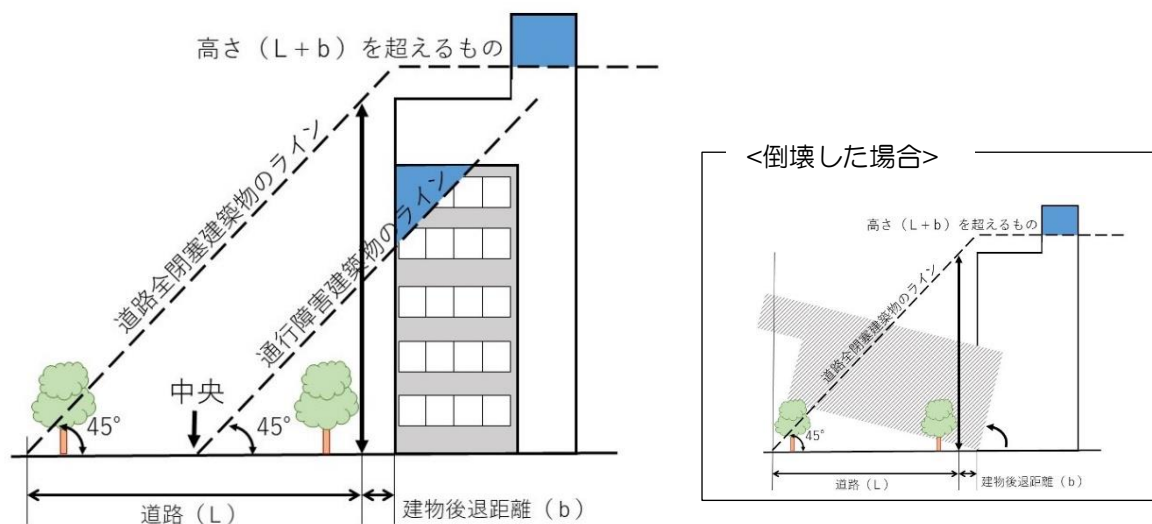 高さ（L＋b）を超えるもの
道路全閉塞建築物のライン
通行障害建築物のライン
中央
45°
45°
道路（L）
建物後退距離（b）
<倒壊した場合>
高さ（L＋b）を超えるもの
道路全閉塞建築物のライン
45°
道路（L）
建物後退距離（b）